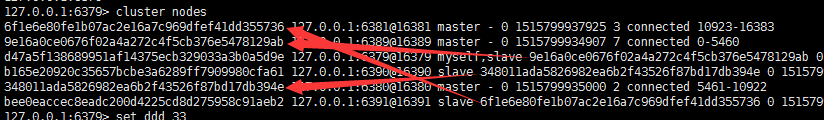 127.0.0.1:6379> cluster nodes
6f1e6e80fe1b07ac2e16a7c969dfef41dd355736 127.0.0.1:6381@16381 master - 0 1515799937925 3 connected 10923-16383
9e16a0ce0676f02a4a272c4f5cb376e5478129ab 127.0.0.1:6389@16389 master - 0 1515799934907 7 connected 0-5460
d47a5f138689951af14375ecb329033a3b0a5d9e 127.0.0.1:6379@16379 myself,slave 9e16a0ce0676f02a4a272c4f5cb376e5478129ab 0
b165e20920c35657bcbe3a6289ff7909980cfa61 127.0.0.1:6390@16390 slave 348011ada5826982ea6b2f43526f87bd17db394e 0 15157
348011ada5826982ea6b2f43526f87bd17db394e 127.0.0.1:6380@16380 master - 0 1515799935000 2 connected 5461-10922
bee0eaccec8eadc200d4225cd8d275958c91aeb2 127.0.0.1:6391@16391 slave 6f1e6e80fe1b07ac2e16a7c969dfef41dd355736 0 15157
127.0.0.1:6379> set ddd 33